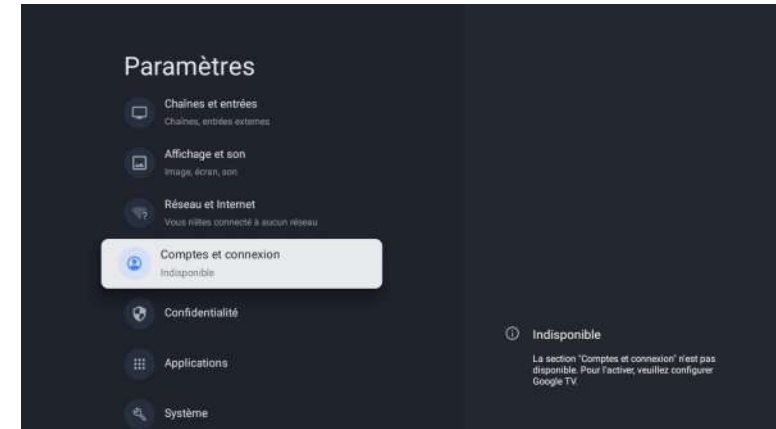 Paramètres
Chaînes et entrées
Chaînes, entrées externes
Affichage et son
Image, écran, son
Réseau et Internet
Vous n'êtes connecté à aucun réseau
Comptes et connexion
Indisponible
Confidentialité
Applications
Système
Indisponible
La section "Comptes et connexion" n'est pas
disponible. Pour l'activer, veuillez configurer
Google TV.